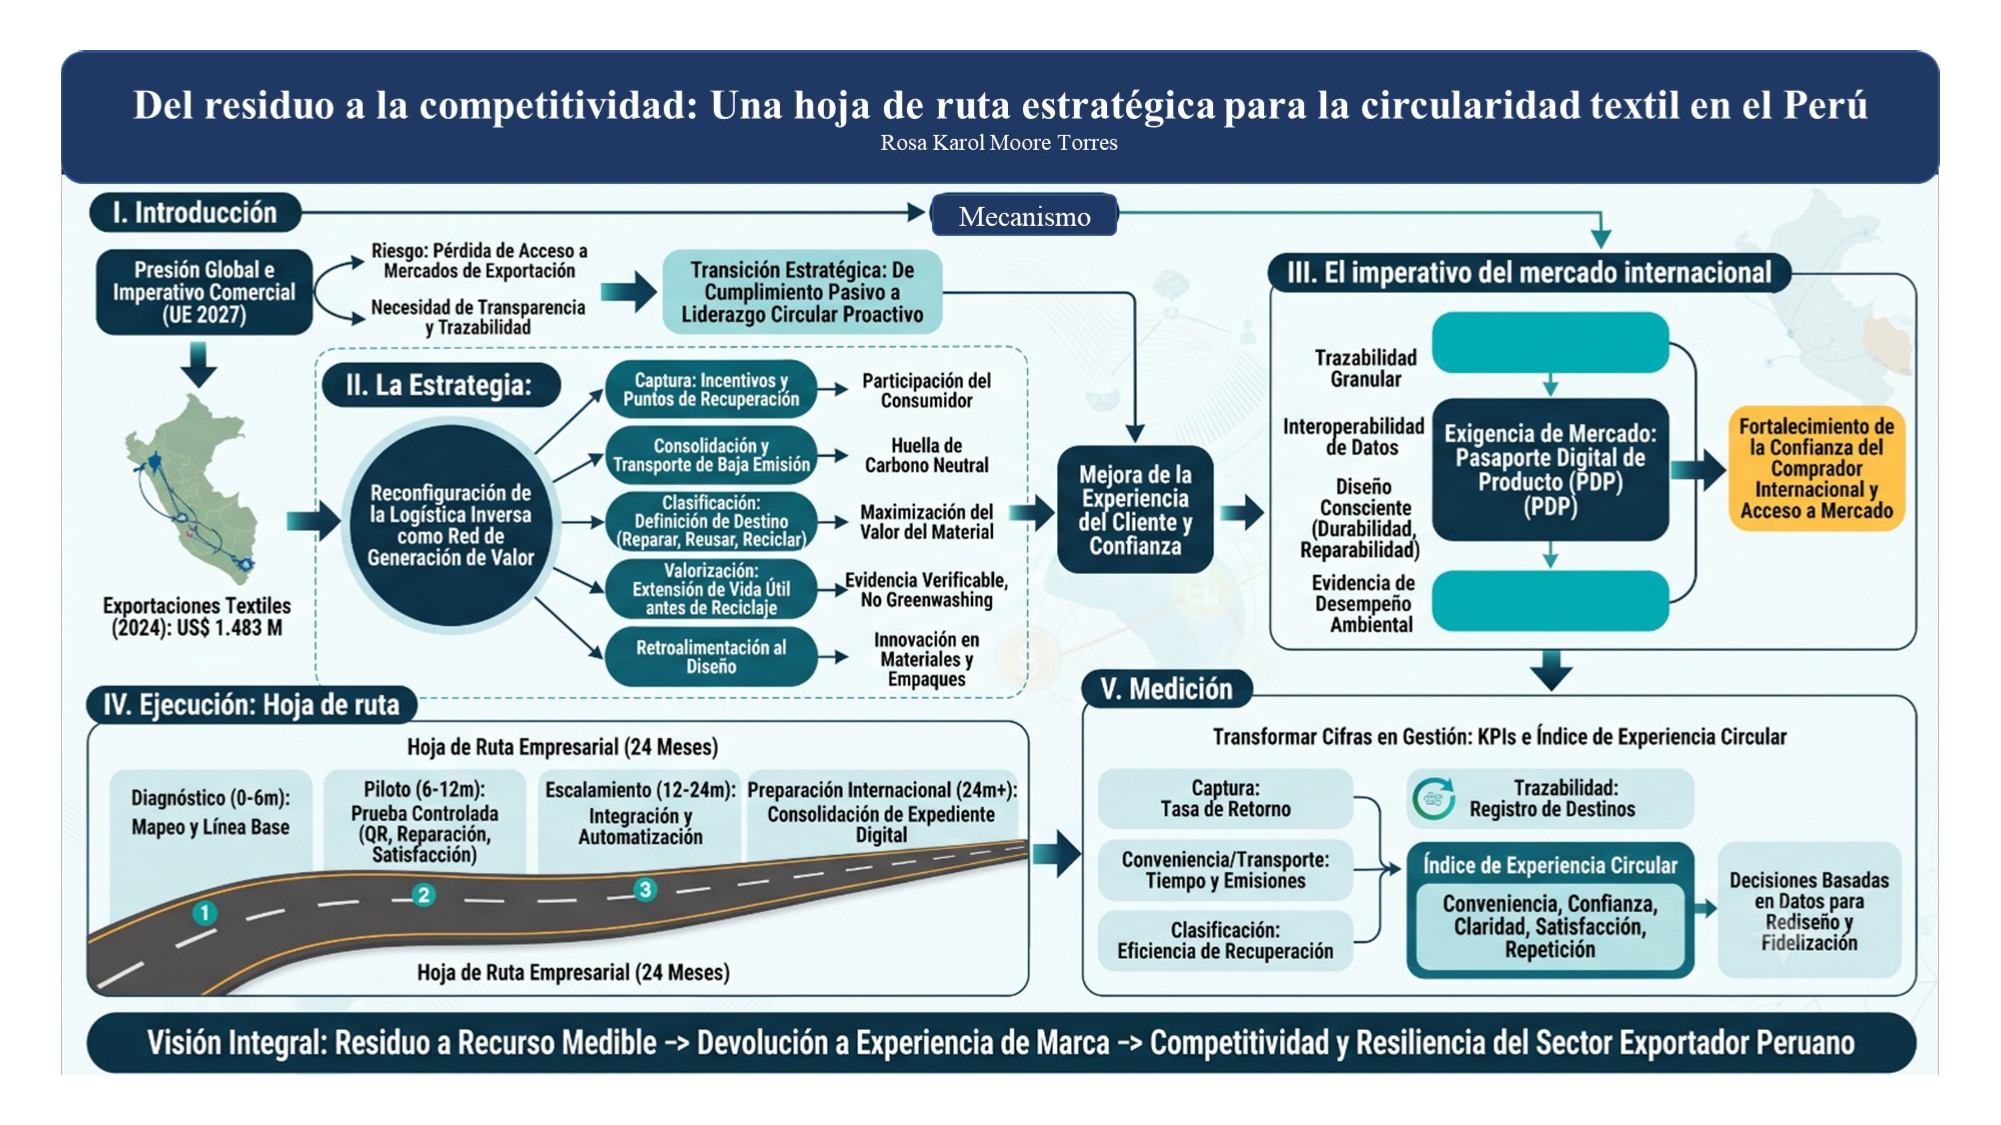 Del residuo a la competitividad: Una hoja de ruta estratégica para la circularidad textil en el Perú
Rosa Karol Moore Torres
I. Introducción
Mecanismo
Presión Global e
Imperativo Comercial
(UE 2027)
Riesgo: Pérdida de Acceso a
Mercados de Exportación
Necesidad de Transparencia
y Trazabilidad
Transición Estratégica: De
Cumplimiento Pasivo a
Liderazgo Circular Proactivo
Exportaciones Textiles
(2024): US$ 1.483 M
II. La Estrategia:
Reconfiguración de
la Logística Inversa
como Red de
Generación de Valor
Captura: Incentivos y
Puntos de Recuperación
Participación del
Consumidor
Consolidación y
Transporte de Baja Emisión
Huella de
Carbono Neutral
Clasificación:
Definición de Destino
(Reparar, Reusar, Reciclar)
Maximización del
Valor del Material
Valorización:
Extensión de Vida Útil
antes de Reciclaje
Evidencia Verificable,
No Greenwashing
Retroalimentación al
Diseño
Innovación en
Materiales y
Empaques
Mejora de la
Experiencia
del Cliente y
Confianza
III. El imperativo del mercado internacional
Trazabilidad
Granular
Interoperabilidad
de Datos
Diseño
Consciente
(Durabilidad,
Reparabilidad)
Evidencia de
Desempeño
Ambiental
Exigencia de Mercado:
Pasaporte Digital de
Producto (PDP)
(PDP)
Fortalecimiento de
la Confianza del
Comprador
Internacional y
Acceso a Mercado
IV. Ejecución: Hoja de ruta
Hoja de Ruta Empresarial (24 Meses)
Diagnóstico (0-6m):
Mapeo y Línea Base
Piloto (6-12m):
Prueba Controlada
(QR, Reparación,
Satisfacción)
Escalamiento (12-24m):
Integración y
Automatización
Preparación Internacional (24m+):
Consolidación de Expediente
Digital
1
2
3
Hoja de Ruta Empresarial (24 Meses)
V. Medición
Transformar Cifras en Gestión: KPIs e Índice de Experiencia Circular
Captura:
Tasa de Retorno
Conveniencia/Transporte:
Tiempo y Emisiones
Clasificación:
Eficiencia de Recuperación
Trazabilidad:
Registro de Destinos
Índice de Experiencia Circular
Conveniencia, Confianza,
Claridad, Satisfacción,
Repetición
Decisiones Basadas
en Datos para
Rediseño y
Fidelización
Visión Integral: Residuo a Recurso Medible –> Devolución a Experiencia de Marca –> Competitividad y Resiliencia del Sector Exportador Peruano